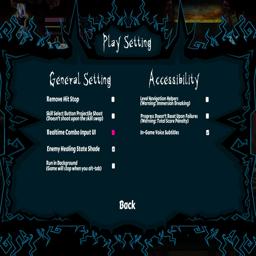 Play Setting
General Setting
Remove Hit Stop
Skill Select Button Projectile Shoot
(Doesn't shoot upon the skill swap)
Realtime Combo Input UI
Enemy Healing State Shade
Run in Background
(Game will stop when you alt-tab)
Accessibility
Level Navigation Helpers
(Warning: Immersion Breaking)
Progress Doesn't Reset Upon Failures
(Warning: Total Score Penalty)
In-Game Voice Subtitles
Back